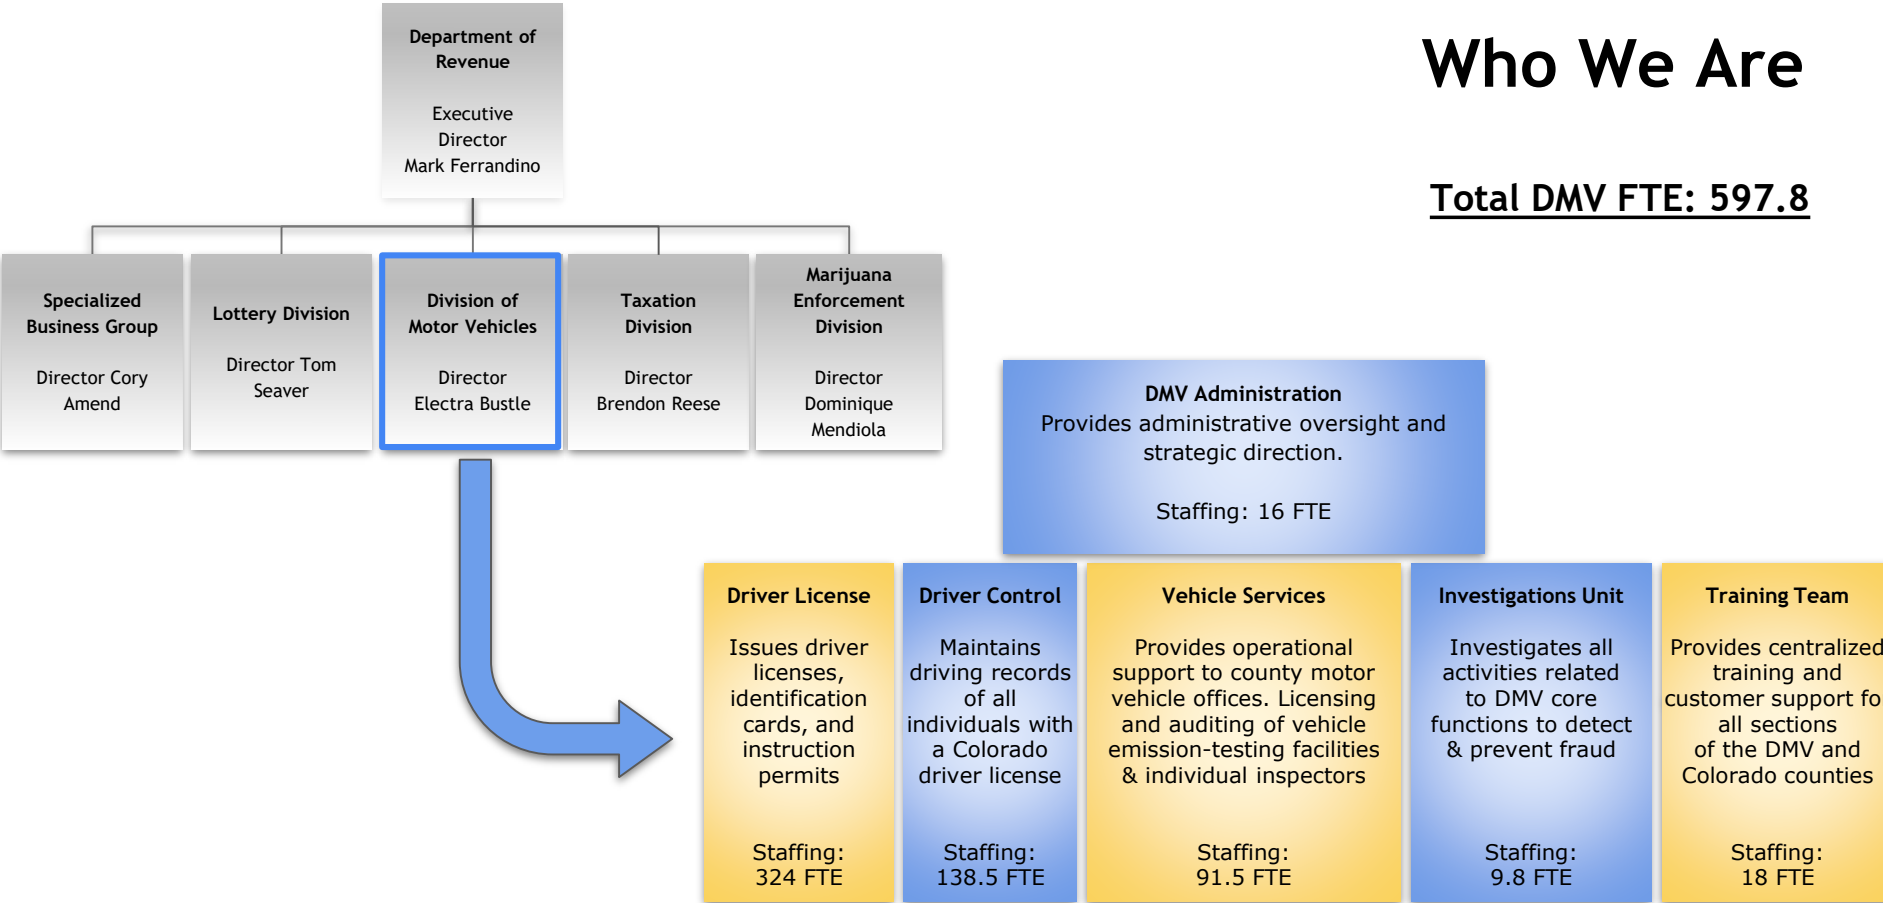 Who We Are
Total DMV FTE: 597.8
Department of
Revenue
Executive
Director
Mark Ferrandino
Specialized
Business Group
Director Cory
Amend
Lottery Division
Director Tom
Seaver
Division of
Motor Vehicles
Director
Electra Bustle
Taxation
Division
Director
Brendon Reese
Marijuana
Enforcement
Division
Director
Dominique
Mendiola
DMV Administration
Provides administrative oversight and
strategic direction.
Staffing: 16 FTE
Driver License
Issues driver
licenses,
identification
cards, and
instruction
permits
Staffing:
324 FTE
Driver Control
Maintains
driving records
of all
individuals with
a Colorado
driver license
Staffing:
138.5 FTE
Vehicle Services
Provides operational
support to county motor
vehicle offices. Licensing
and auditing of vehicle
emission-testing facilities
& individual inspectors
Staffing:
91.5 FTE
Investigations Unit
Investigates all
activities related
to DMV core
functions to detect
& prevent fraud
Staffing:
9.8 FTE
Training Team
Provides centralized
training and
customer support fo
all sections
of the DMV and
Colorado counties
Staffing:
18 FTE